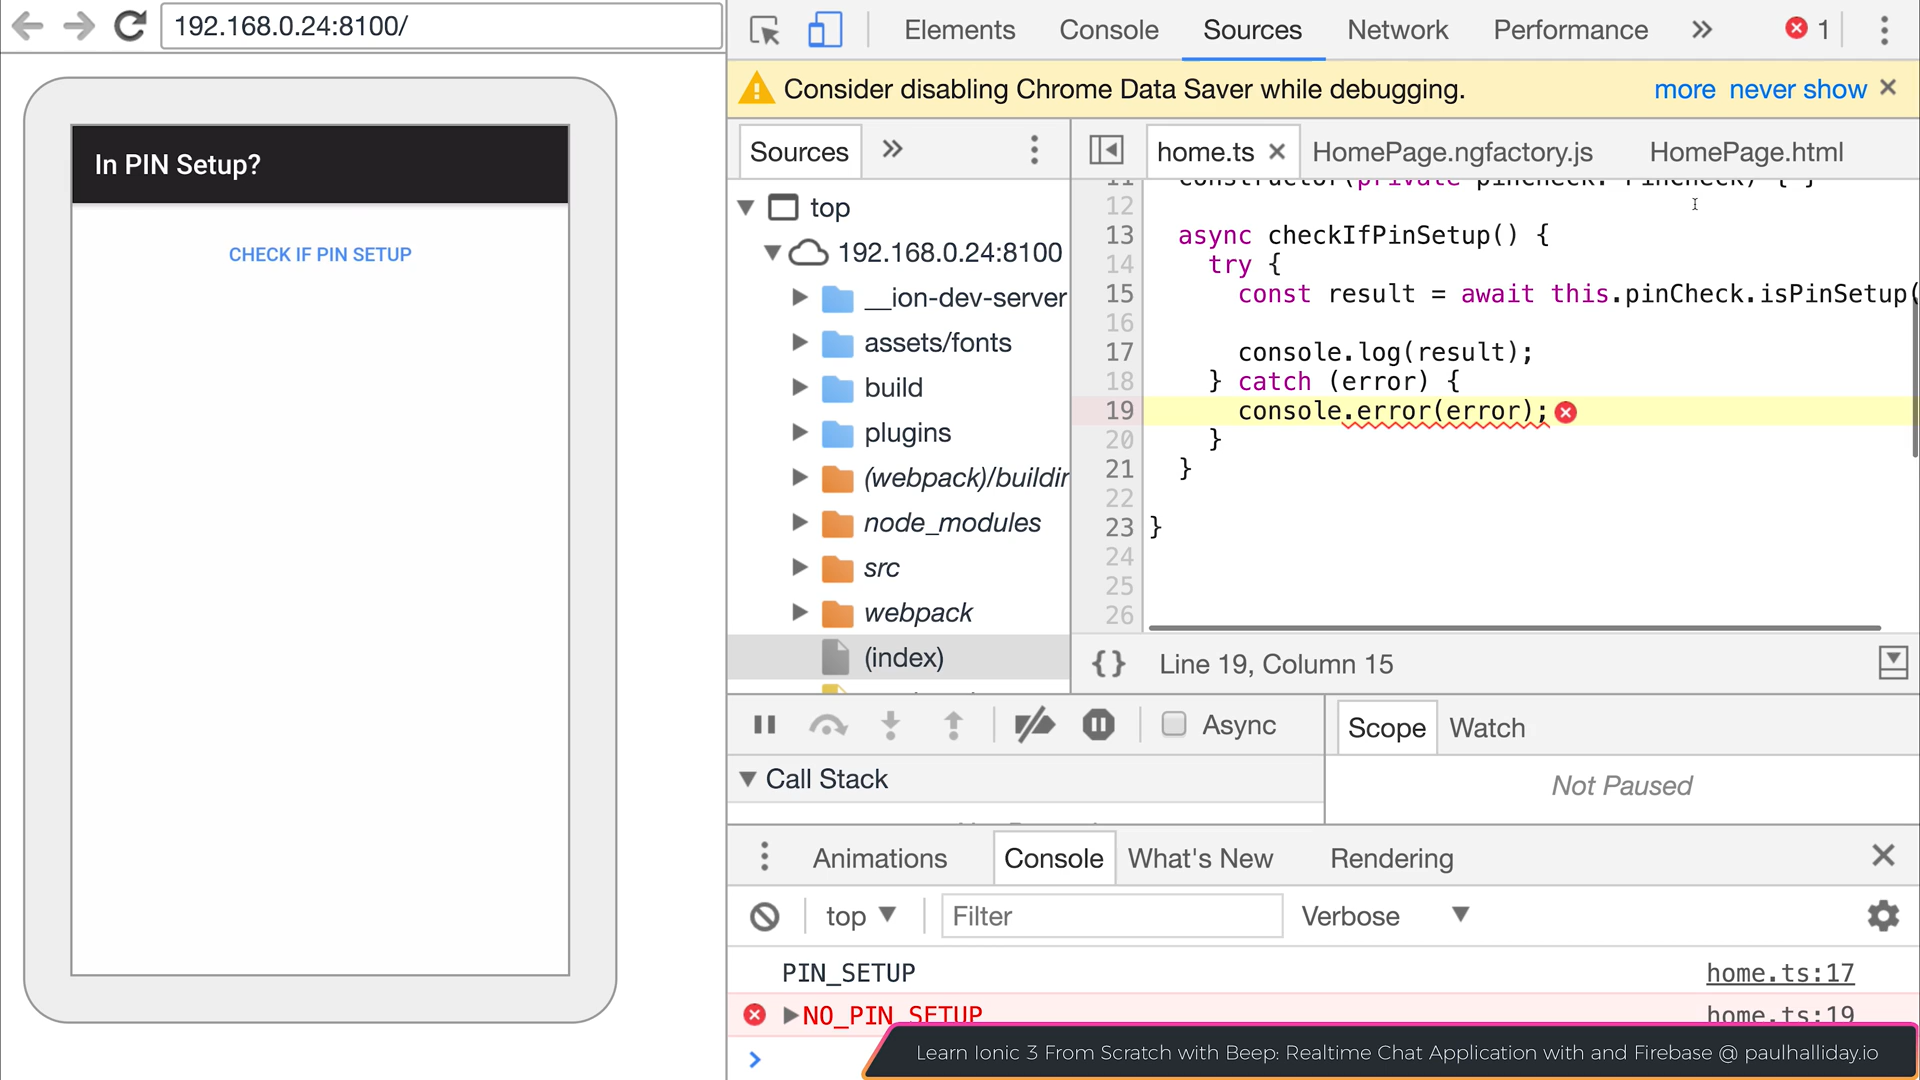 192.168.0.24:8100/
In PIN Setup?
CHECK IF PIN SETUP
Elements Console Sources Network Performance 1
Consider disabling Chrome Data Saver while debugging. more never show
Sources
home.ts HomePage.ngfactory.js HomePage.html
top
192.168.0.24:8100
__ion-dev-server
assets/fonts
build
plugins
(webpack)/buildin
node_modules
src
webpack
(index)
11 constructor(private pinCheck: PinCheck) { }
12
13 async checkIfPinSetup() {
14 try {
15 const result = await this.pinCheck.isPinSetup(
16
17 console.log(result);
18 } catch (error) {
19 console.error(error);
20 }
21 }
22
23 }
24
25
26
{} Line 19, Column 15
Async
Call Stack
Scope Watch
Not Paused
Animations Console What's New Rendering
top Filter Verbose
PIN_SETUP home.ts:17
NO_PIN_SETUP home.ts:19
Learn Ionic 3 From Scratch with Beep: Realtime Chat Application with and Firebase @ paulhalliday.io